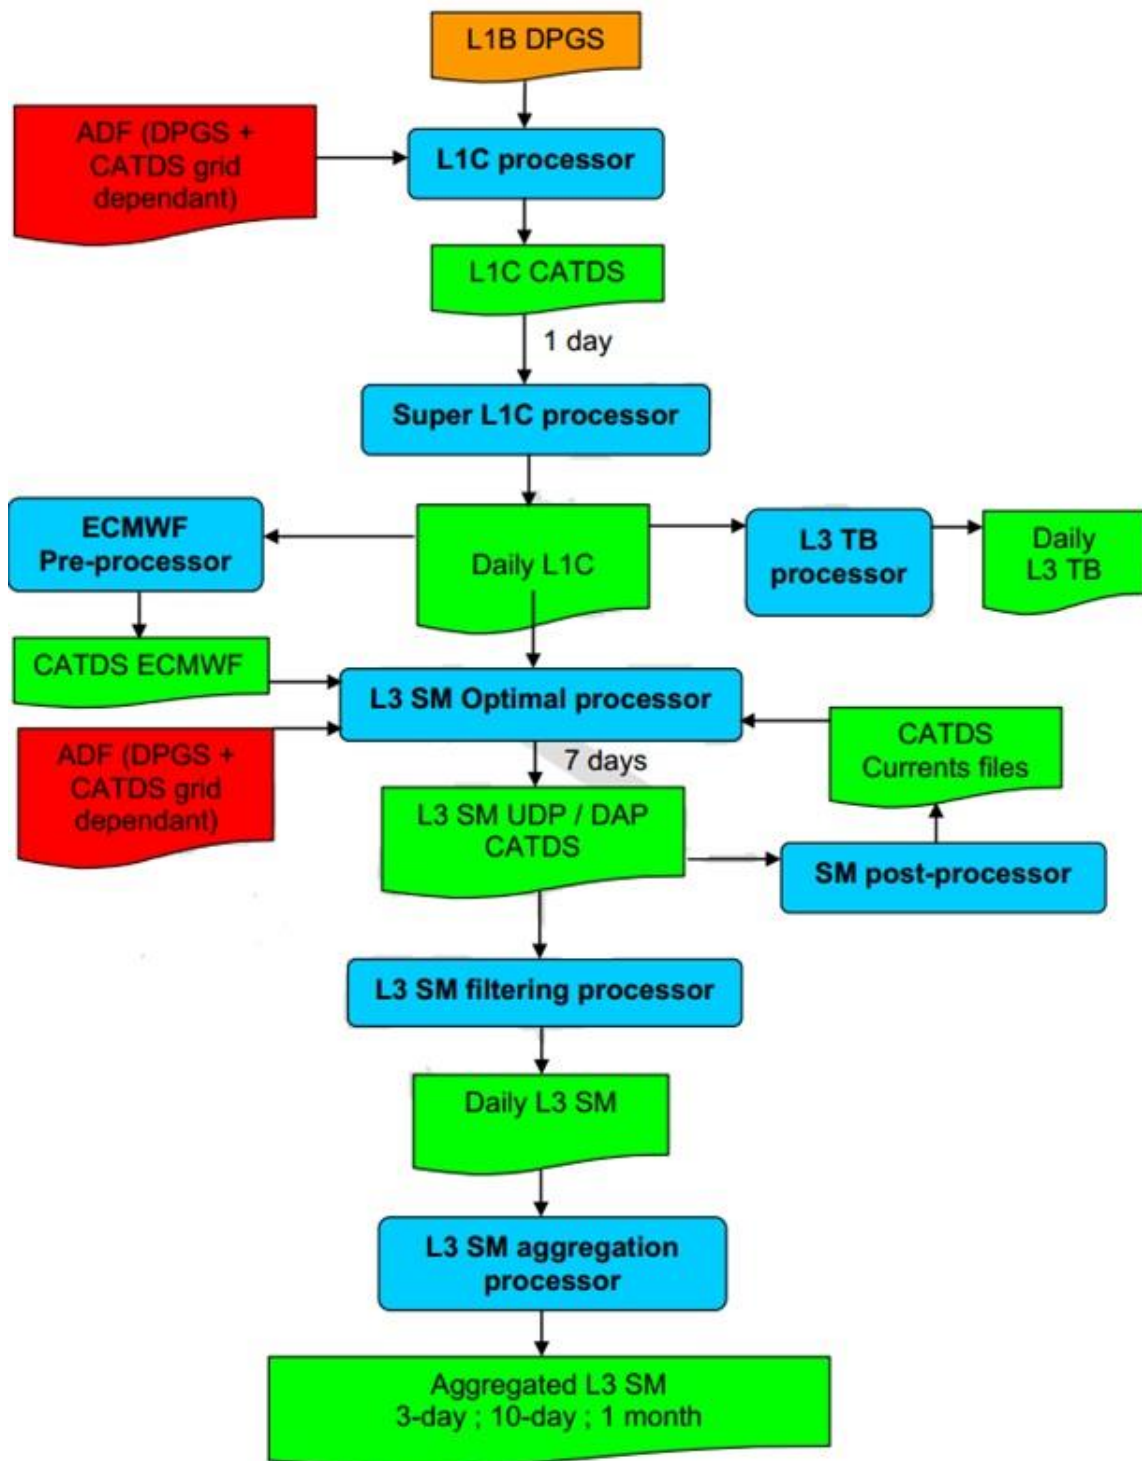 L1B DPGS
ADF (DPGS +
CATDS grid
dependant)
L1C processor
L1C CATDS
1 day
Super L1C processor
ECMWF
Pre-processor
Daily L1C
L3 TB
processor
Daily
L3 TB
CATDS ECMWF
L3 SM Optimal processor
ADF (DPGS +
CATDS grid
dependant)
7 days
CATDS
Currents files
L3 SM UDP / DAP
CATDS
SM post-processor
L3 SM filtering processor
Daily L3 SM
L3 SM aggregation
processor
Aggregated L3 SM
3-day ; 10-day ; 1 month